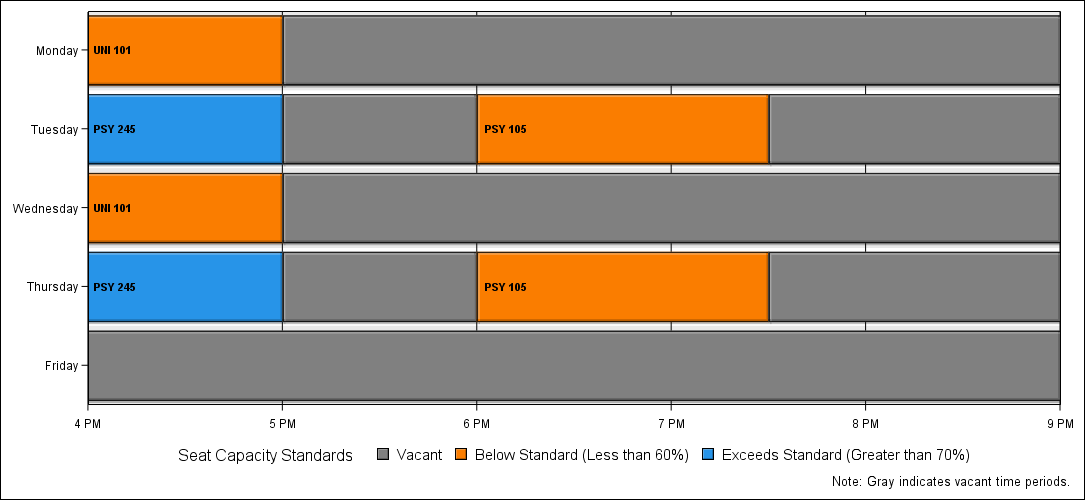 Monday
UNI 101
Tuesday
PSY 245
PSY 105
Wednesday
UNI 101
Thursday
PSY 245
PSY 105
Friday
4 PM 5 PM 6 PM 7 PM 8 PM 9 PM
Seat Capacity Standards Vacant Below Standard (Less than 60%) Exceeds Standard (Greater than 70%)
Note: Gray indicates vacant time periods.